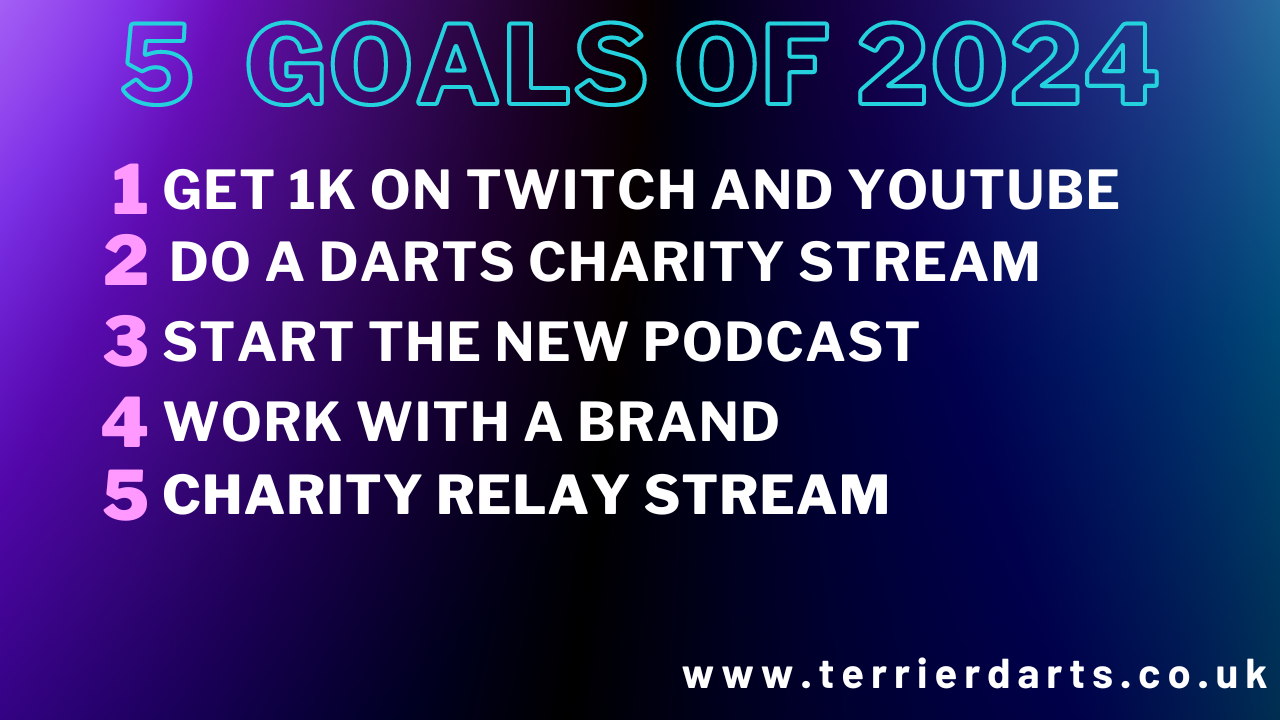 5 GOALS OF 2024
1 GET 1K ON TWITCH AND YOUTUBE
2 DO A DARTS CHARITY STREAM
3 START THE NEW PODCAST
4 WORK WITH A BRAND
5 CHARITY RELAY STREAM
www.terrierdarts.co.uk